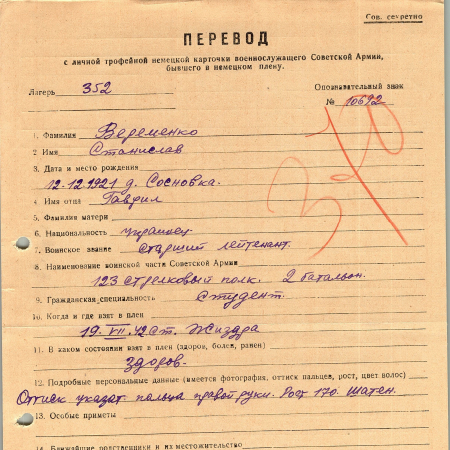 Сов. секретно
ПЕРЕВОД
с личной трофейной немецкой карточки военнослужащего Советской Армии,
бывшего в немецком плену.
Лагерь 352
Опознавательный знак
№ 10692
1. Фамилия Веременко
2. Имя Станислав
3. Дата и место рождения
12.12.1921 д. Сосновка.
4. Имя отца Гаврил
5. Фамилия матери
6. Национальность украинец
7. Воинское звание старший лейтенант.
8. Наименование воинской части Советской Армии
123 стрелковый полк. 2 батальон.
9. Гражданская специальность Студент.
10. Когда и где взят в плен
19.VII.42 ст. Жиздра
11. В каком состоянии взят в плен (здоров, болен, ранен)
Здоров.
12. Подробные персональные данные (имеется фотография, оттиск пальцев, рост, цвет волос)
Оттиск указат. пальца правой руки. Рост 170. Шатен.
13. Особые приметы
14. Ближайшие родственники и их местожительство